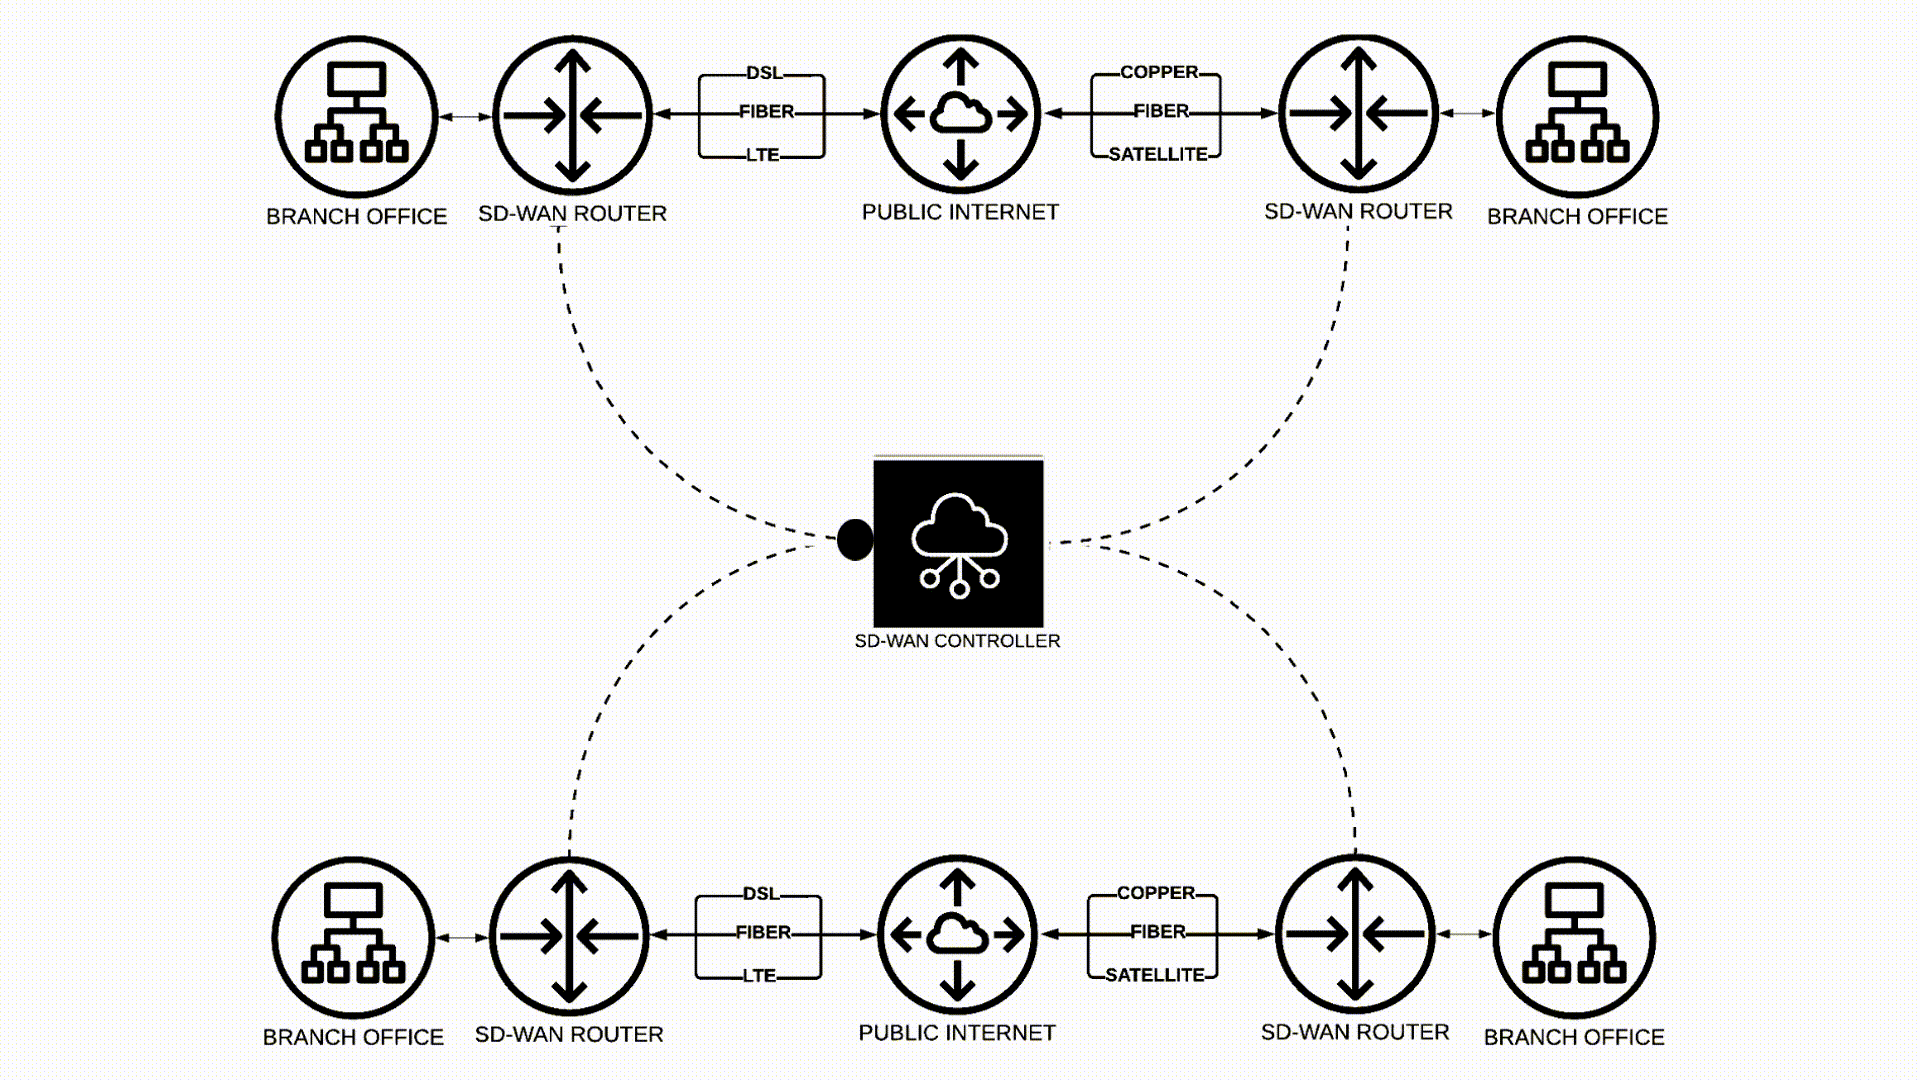 DSL
COPPER
FIBER
FIBER
LTE
SATELLITE
BRANCH OFFICE
SD-WAN ROUTER
PUBLIC INTERNET
SD-WAN ROUTER
BRANCH OFFICE
SD-WAN CONTROLLER
DSL
COPPER
FIBER
FIBER
LTE
SATELLITE
BRANCH OFFICE
SD-WAN ROUTER
PUBLIC INTERNET
SD-WAN ROUTER
BRANCH OFFICE